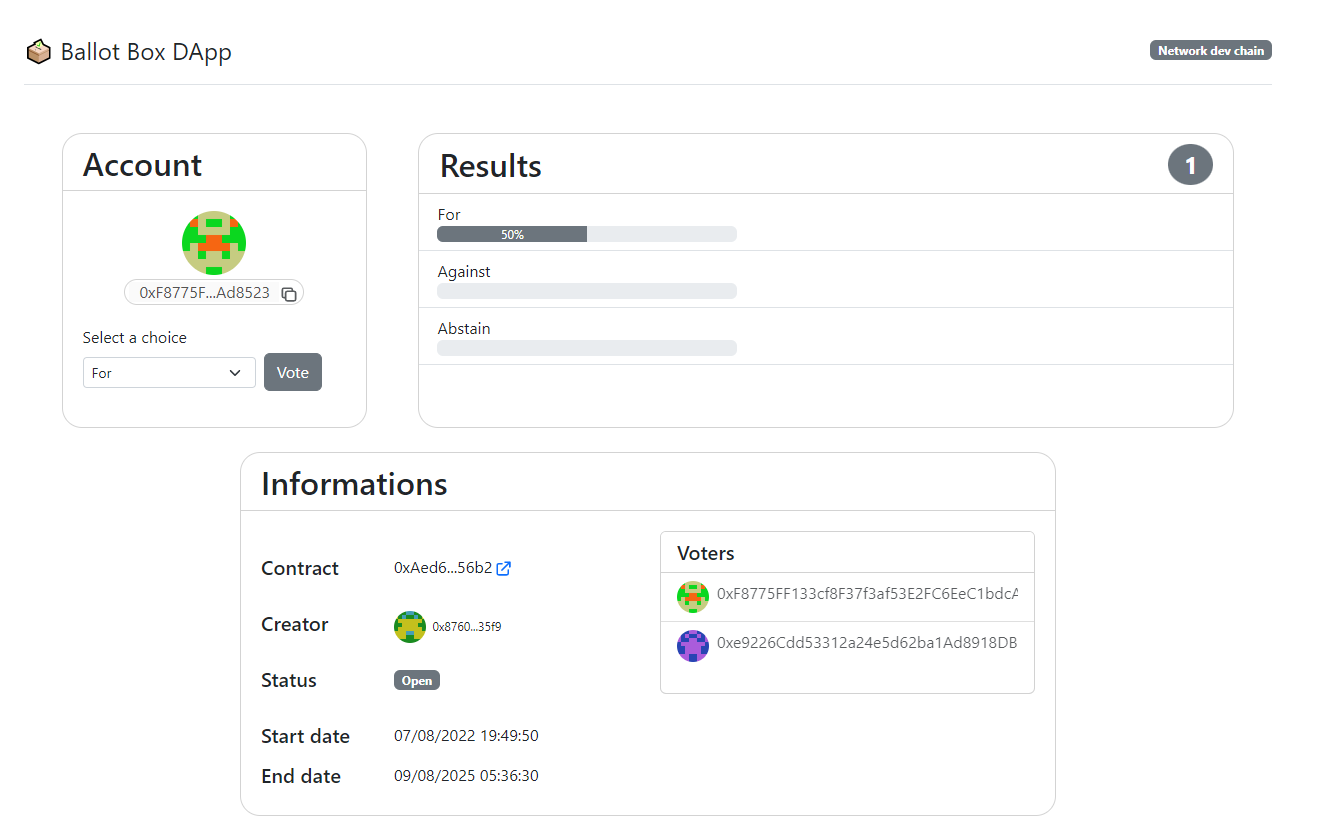 Ballot Box DApp
Network dev chain
Account
0xF8775F...Ad8523
Select a choice
For
Vote
Results
1
For
50%
Against
Abstain
Informations
Contract
0xAed6...56b2
Creator
0x8760...35f9
Status
Open
Start date
07/08/2022 19:49:50
End date
09/08/2025 05:36:30
Voters
0xF8775FF133cf8F37f3af53E2FC6EeC1bdcA
0xe9226Cdd53312a24e5d62ba1Ad8918DB